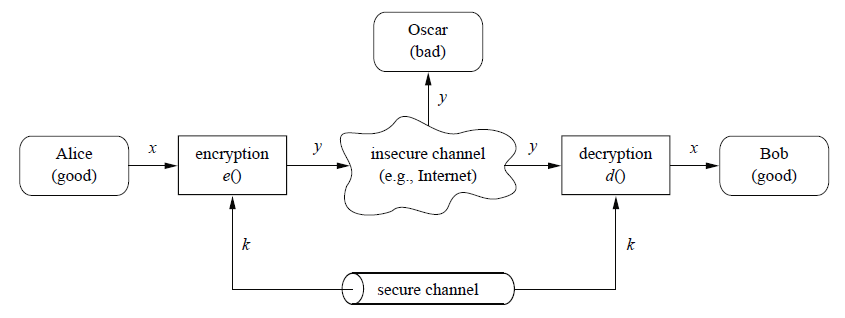 Oscar
(bad)
y
Alice
(good)
x
encryption
e()
y
insecure channel
(e.g., Internet)
y
decryption
d()
x
Bob
(good)
k
k
secure channel